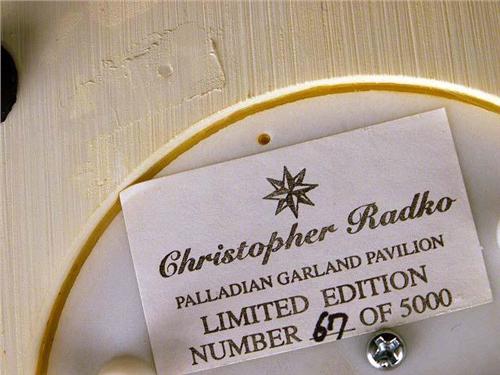 Christopher Radko
PALLADIAN GARLAND PAVILION
LIMITED EDITION
NUMBER 67 OF 5000